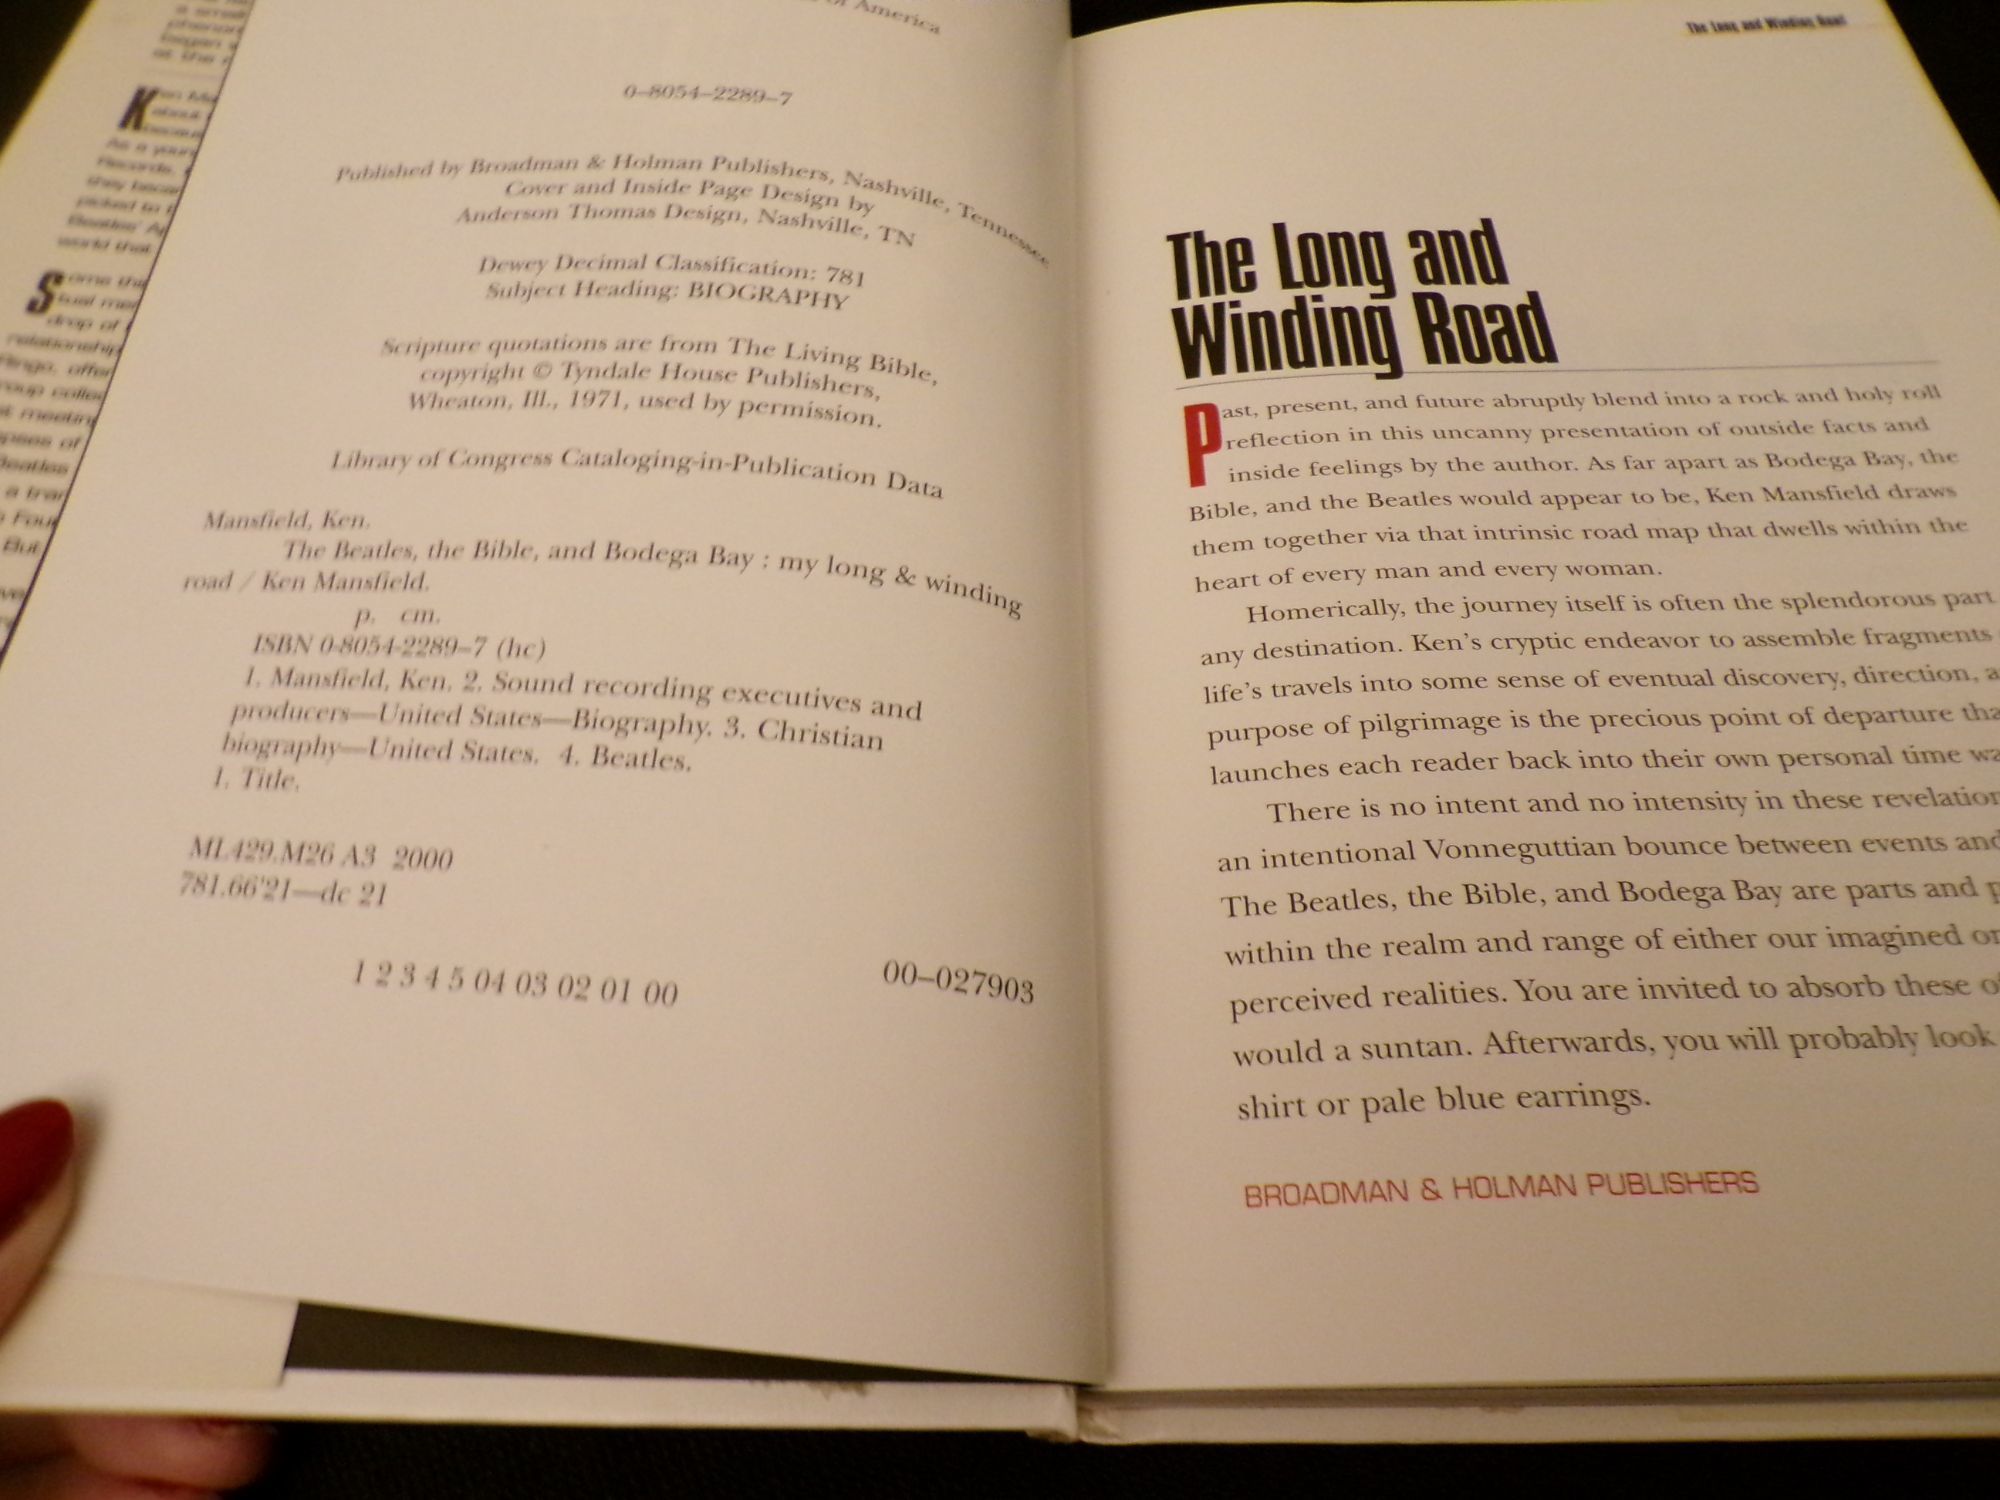 of America
0–8054–2289–7
Published by Broadman & Holman Publishers, Nashville, Tennessee
Cover and Inside Page Design by
Anderson Thomas Design, Nashville, TN
Dewey Decimal Classification: 781
Subject Heading: BIOGRAPHY
Scripture quotations are from The Living Bible,
copyright © Tyndale House Publishers,
Wheaton, Ill., 1971, used by permission.
Library of Congress Cataloging-in-Publication Data
Mansfield, Ken.
The Beatles, the Bible, and Bodega Bay : my long & winding
road / Ken Mansfield.
p. cm.
ISBN 0-8054-2289–7 (hc)
1. Mansfield, Ken. 2. Sound recording executives and
producers—United States—Biography. 3. Christian
biography—United States. 4. Beatles.
1. Title.
ML429.M26 A3 2000
781.66'21—dc 21
1 2 3 4 5 04 03 02 01 00
00–027903
The Long and Winding Road
The Long and
Winding Road
Past, present, and future abruptly blend into a rock and holy roll
reflection in this uncanny presentation of outside facts and
inside feelings by the author. As far apart as Bodega Bay, the
Bible, and the Beatles would appear to be, Ken Mansfield draws
them together via that intrinsic road map that dwells within the
heart of every man and every woman.
Homerically, the journey itself is often the splendorous part
any destination. Ken's cryptic endeavor to assemble fragments
life's travels into some sense of eventual discovery, direction,
purpose of pilgrimage is the precious point of departure
launches each reader back into their own personal time
There is no intent and no intensity in these
an intentional Vonneguttian bounce between events and
The Beatles, the Bible, and Bodega Bay are parts and
within the realm and range of either our imagined or
perceived realities. You are invited to absorb these
would a suntan. Afterwards, you will probably look
shirt or pale blue earrings.
BROADMAN & HOLMAN PUBLISHERS